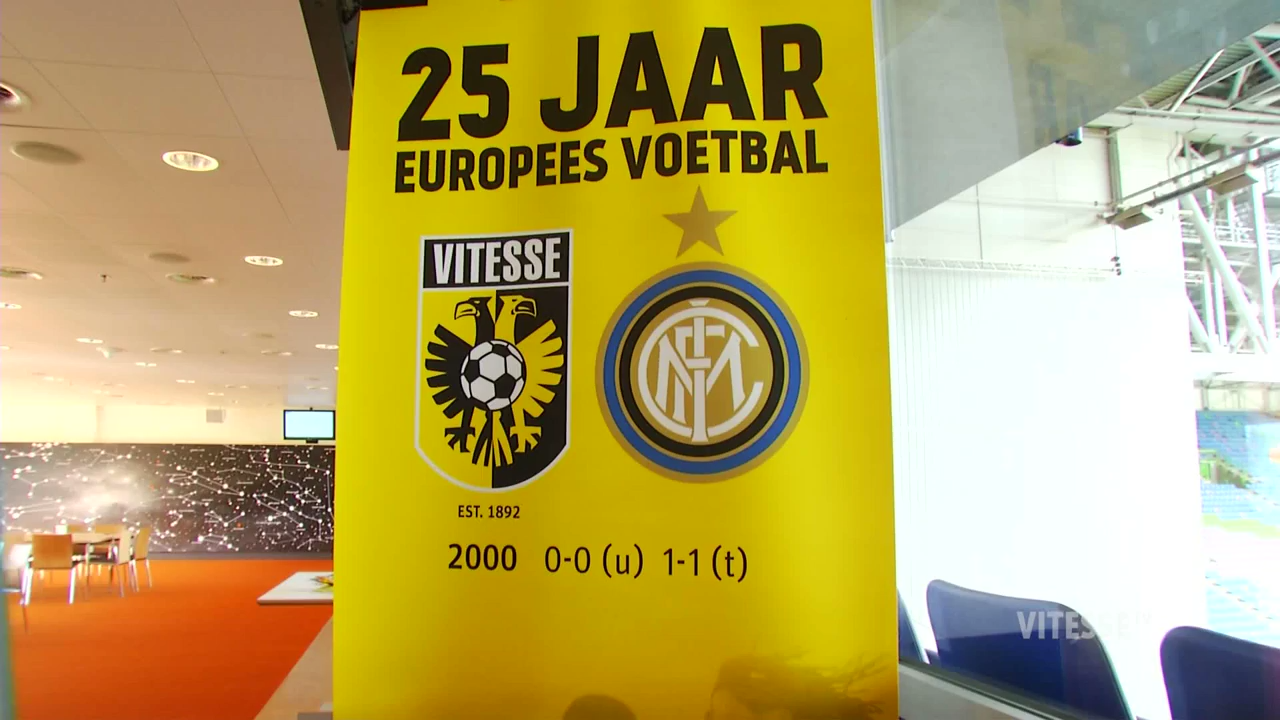 25 JAAR
EUROPEES VOETBAL
VITESSE
EST. 1892
2000 0-0 (u) 1-1 (t)
VITESSE